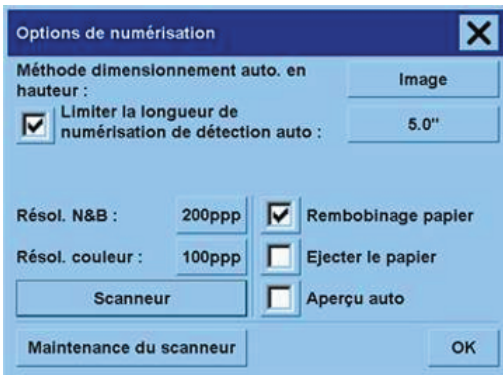 Options de numérisation
Méthode dimensionnement auto. en
hauteur :
Image
Limiter la longueur de
numérisation de détection auto :
5.0"
Résol. N&B :
200ppp
Rembobinage papier
Résol. couleur :
100ppp
Ejecter le papier
Scanneur
Aperçu auto
Maintenance du scanneur
OK